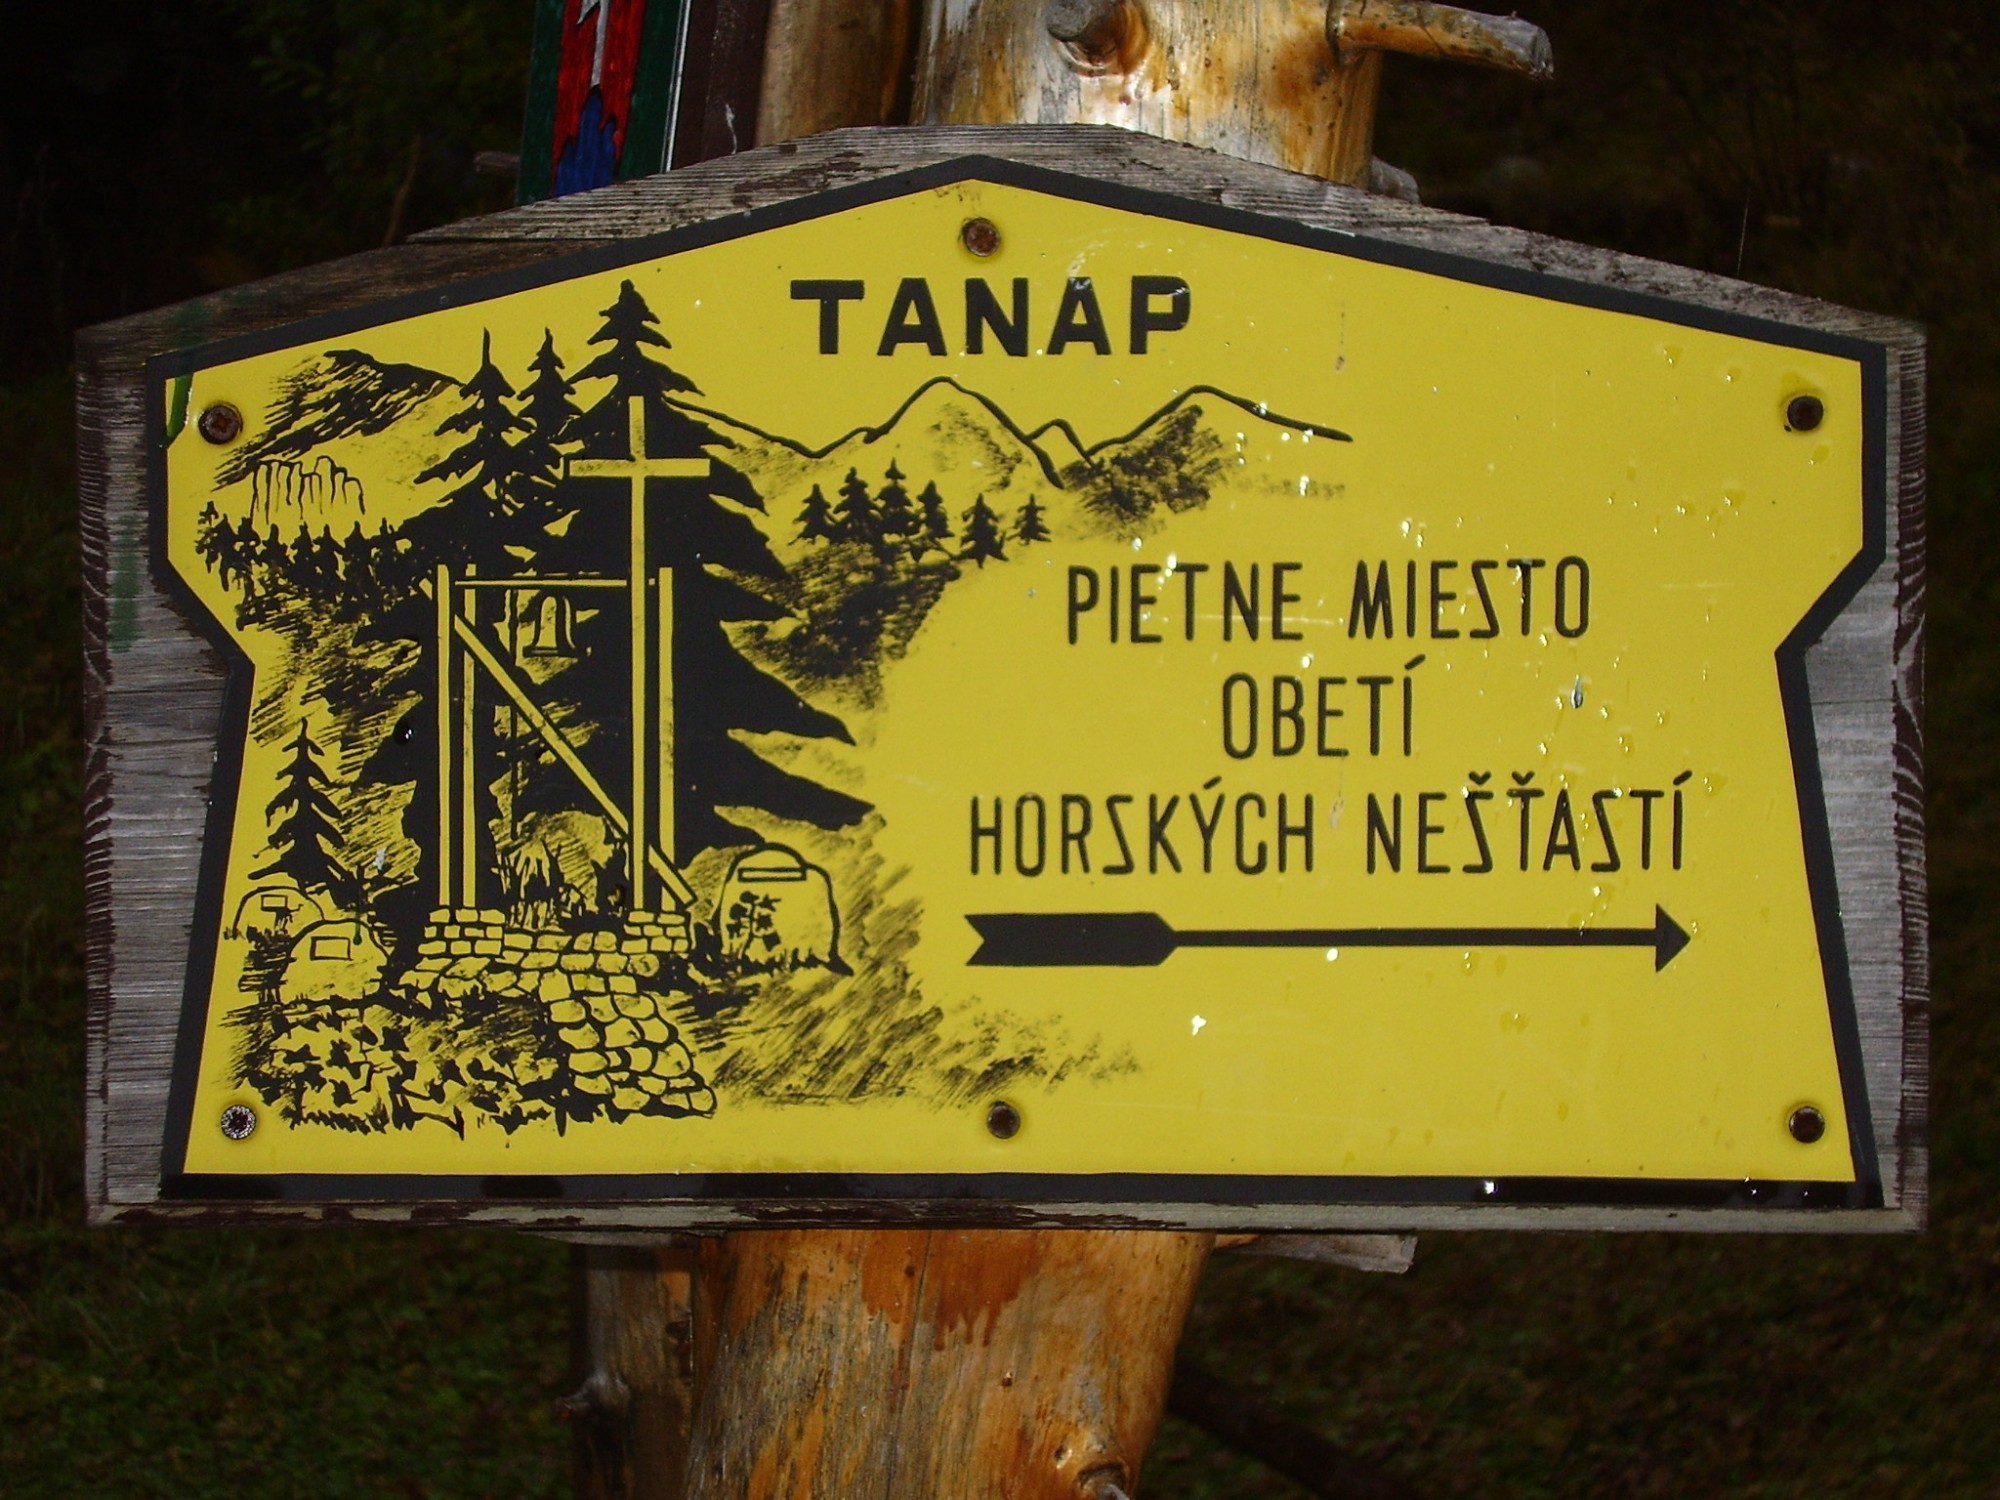 TANAP
PIETNE MIESTO
OBETÍ
HORSKÝCH NEŠŤASTÍ